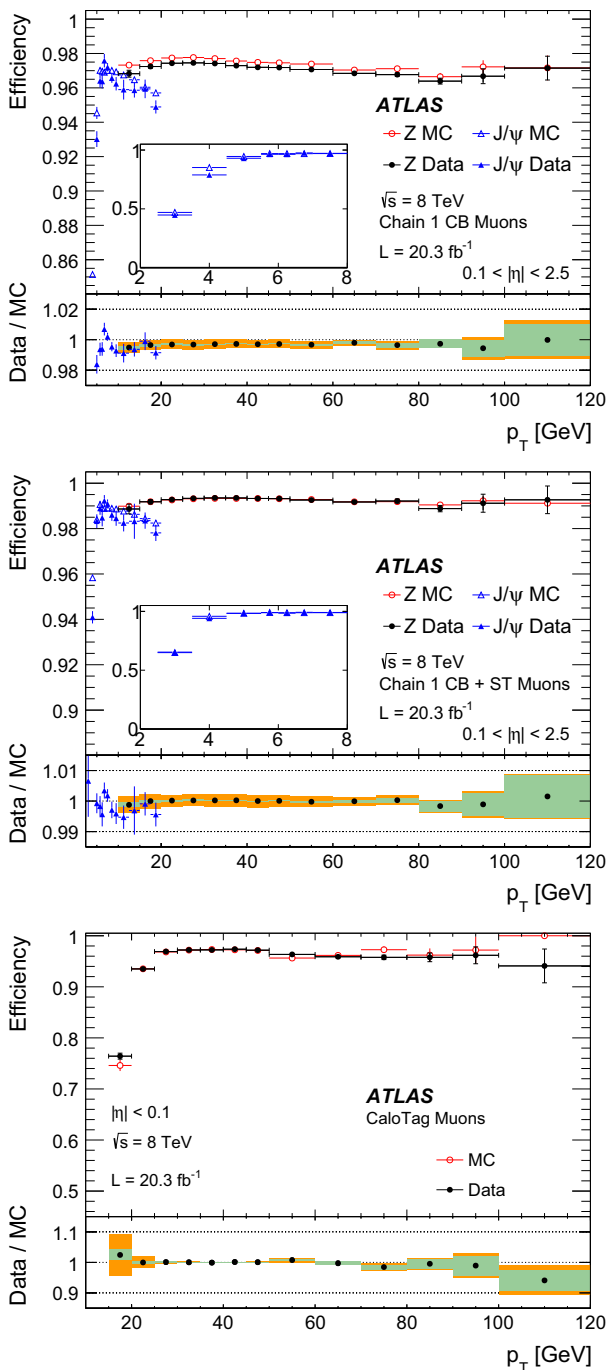 Efficiency
1
0.98
0.96
0.94
0.92
0.9
0.88
0.86
ATLAS
Z MC J/ψ MC
Z Data J/ψ Data
√s = 8 TeV
Chain 1 CB Muons
L = 20.3 fb⁻¹
0.1 < |η| < 2.5
1
0.5
0
2 4 6 8
Data / MC
1.02
1
0.98
20 40 60 80 100 120
p_T [GeV]
Efficiency
1
0.98
0.96
0.94
0.92
0.9
ATLAS
Z MC J/ψ MC
Z Data J/ψ Data
√s = 8 TeV
Chain 1 CB + ST Muons
L = 20.3 fb⁻¹
0.1 < |η| < 2.5
1
0.5
0
2 4 6 8
Data / MC
1.01
1
0.99
20 40 60 80 100 120
p_T [GeV]
Efficiency
1
0.9
0.8
0.7
0.6
0.5
|η| < 0.1
√s = 8 TeV
L = 20.3 fb⁻¹
ATLAS
CaloTag Muons
MC
Data
Data / MC
1.1
1.0
0.9
20 40 60 80 100 120
p_T [GeV]